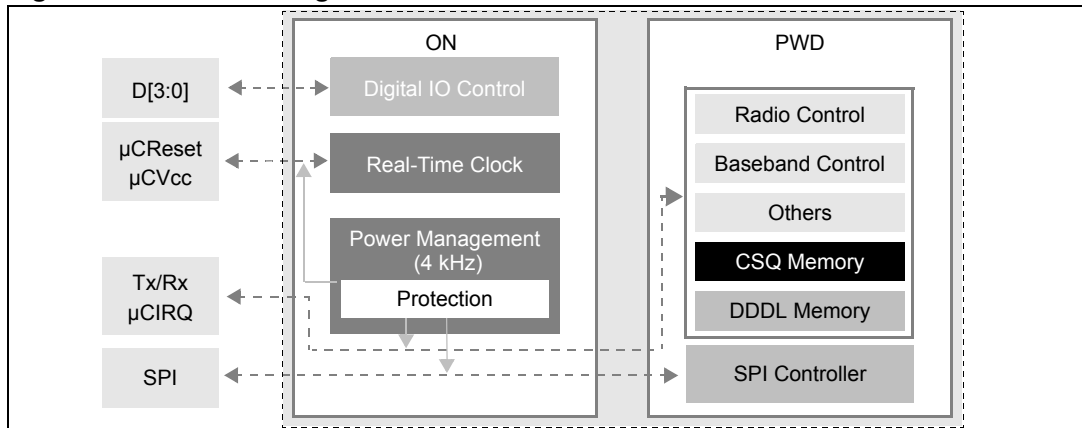 ON
PWD
D[3:0]
Digital IO Control
Radio Control
µCReset
µCVcc
Real-Time Clock
Baseband Control
Others
Power Management
(4 kHz)
CSQ Memory
Tx/Rx
µCIRQ
Protection
DDDL Memory
SPI
SPI Controller